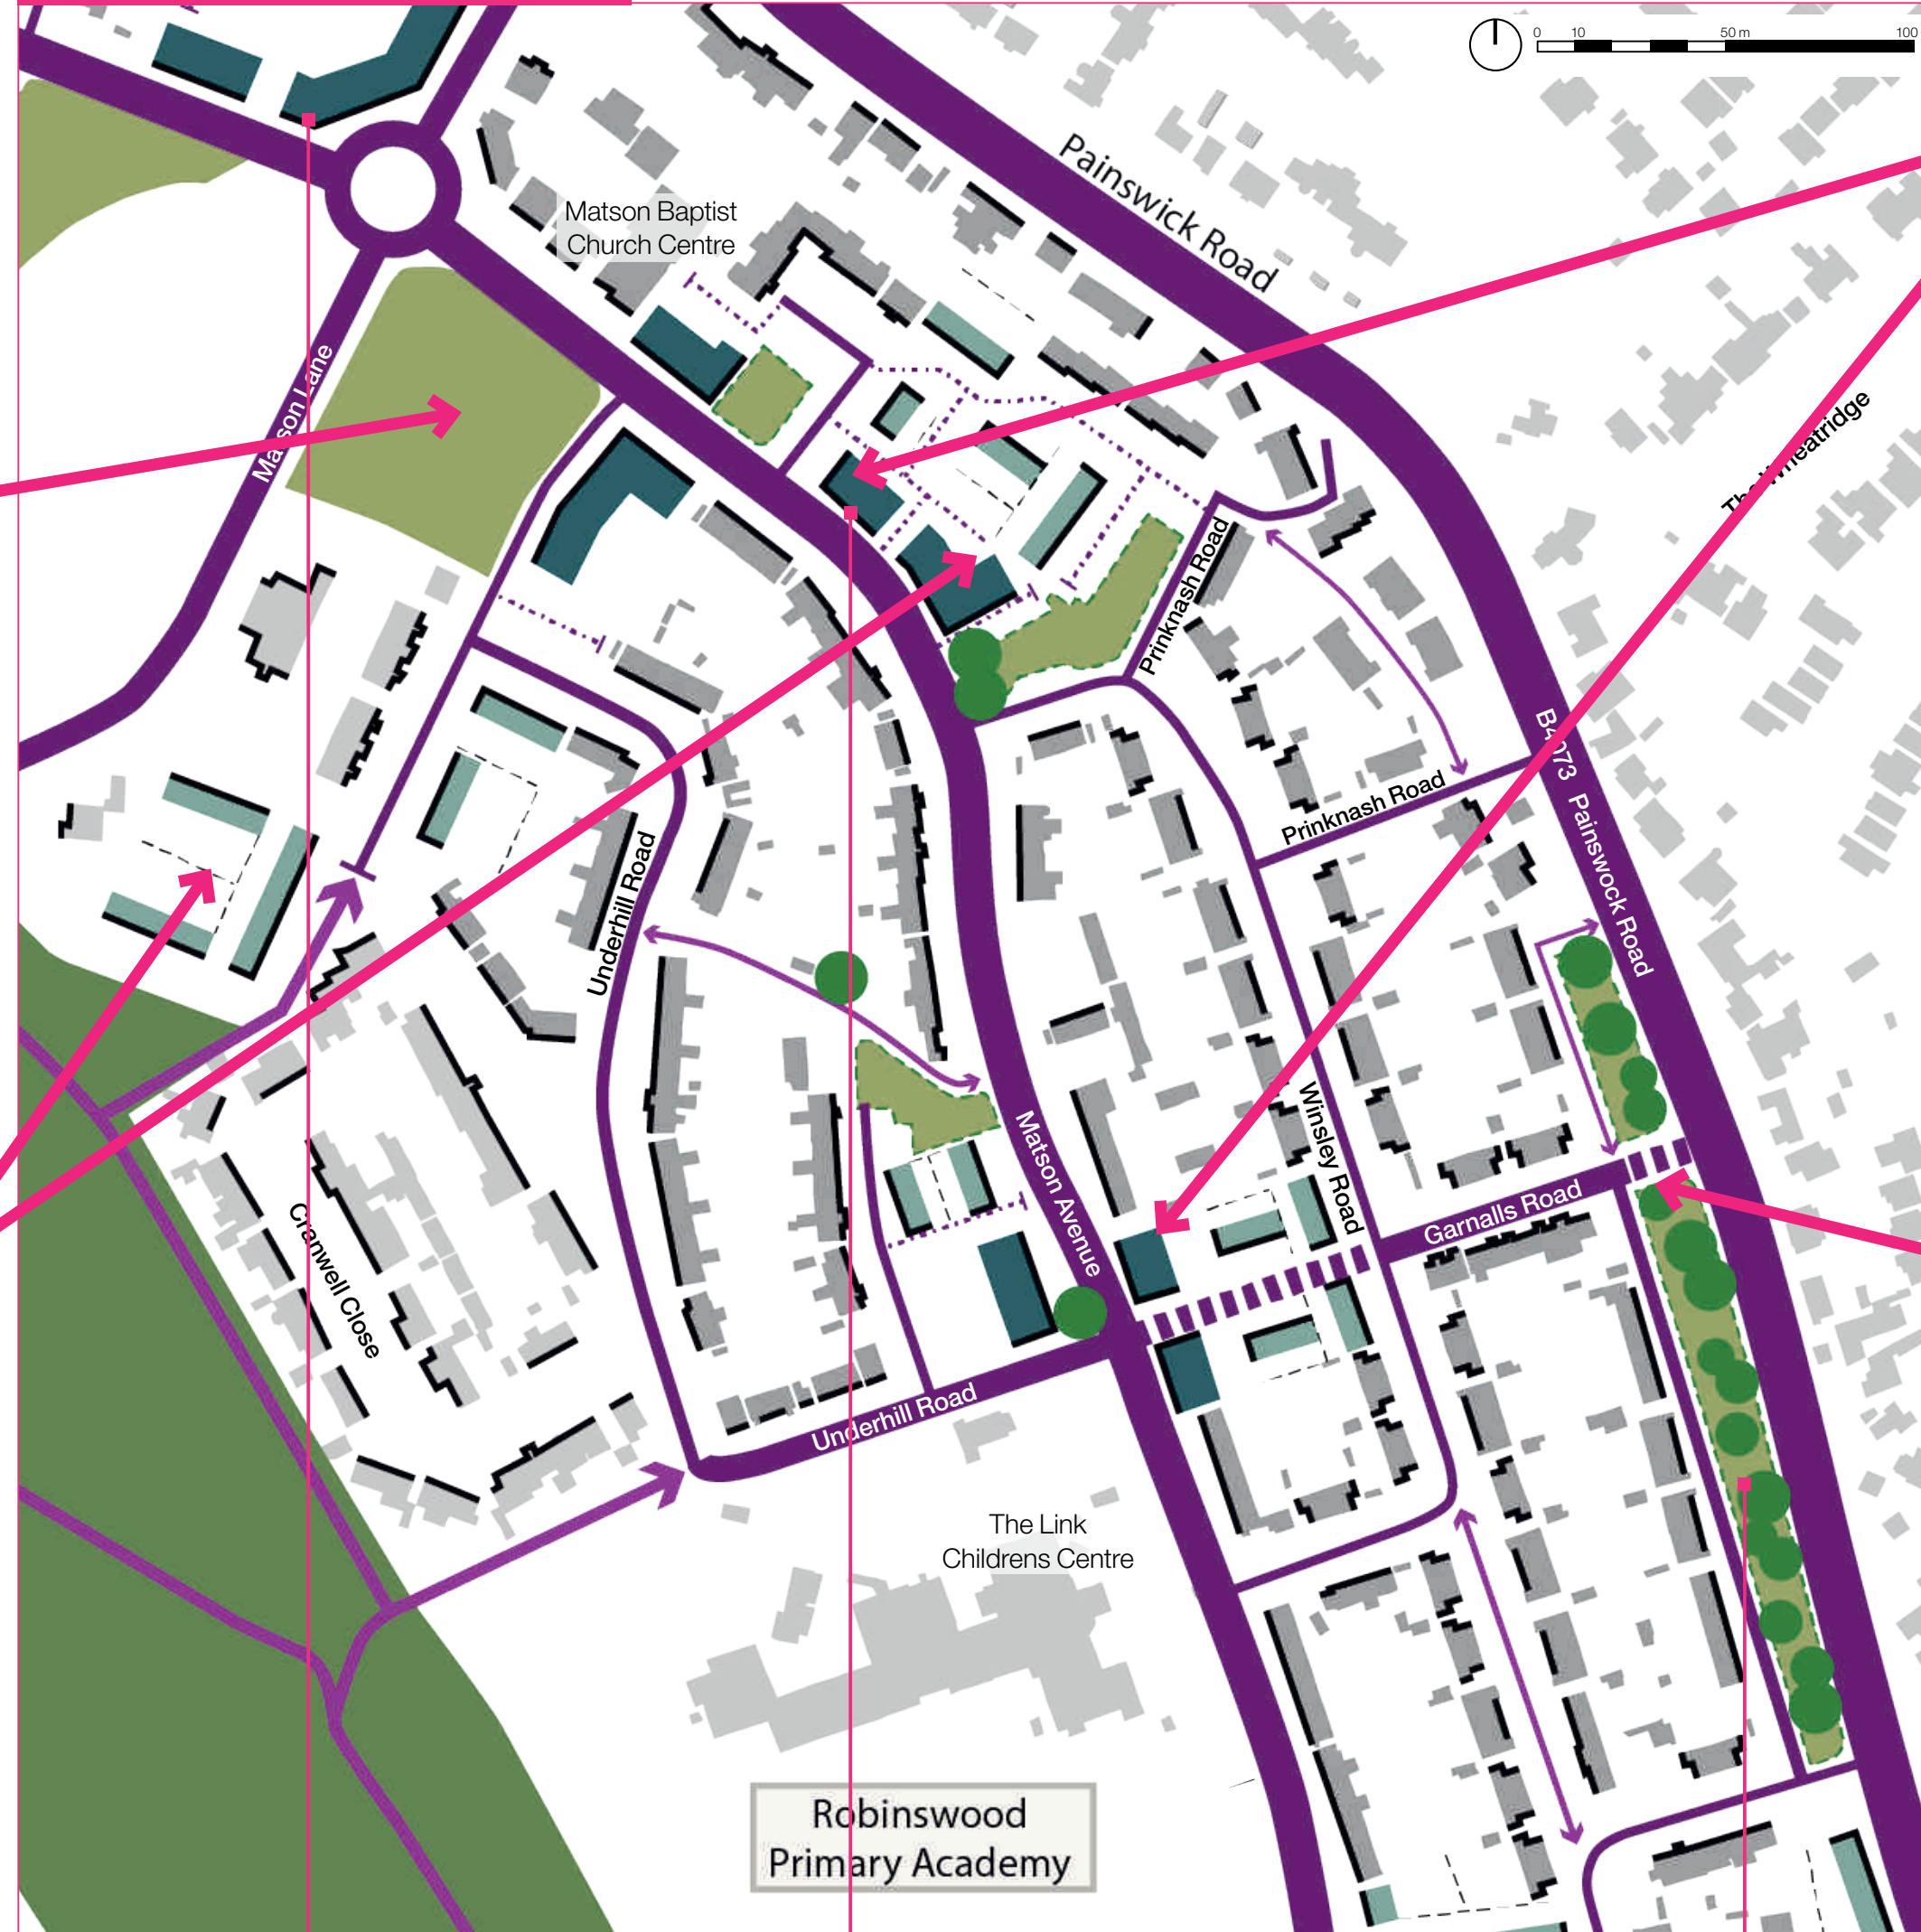 0 10 50 m 100
Painswick Road
Matson Baptist
Church Centre
Matson Lane
The Wheatridge
Prinknash Road
B4073 Painswock Road
Prinknash Road
Underhill Road
Winsley Road
Matson Avenue
Garnalls Road
Cranwell Close
Underhill Road
The Link
Childrens Centre
Robinswood
Primary Academy